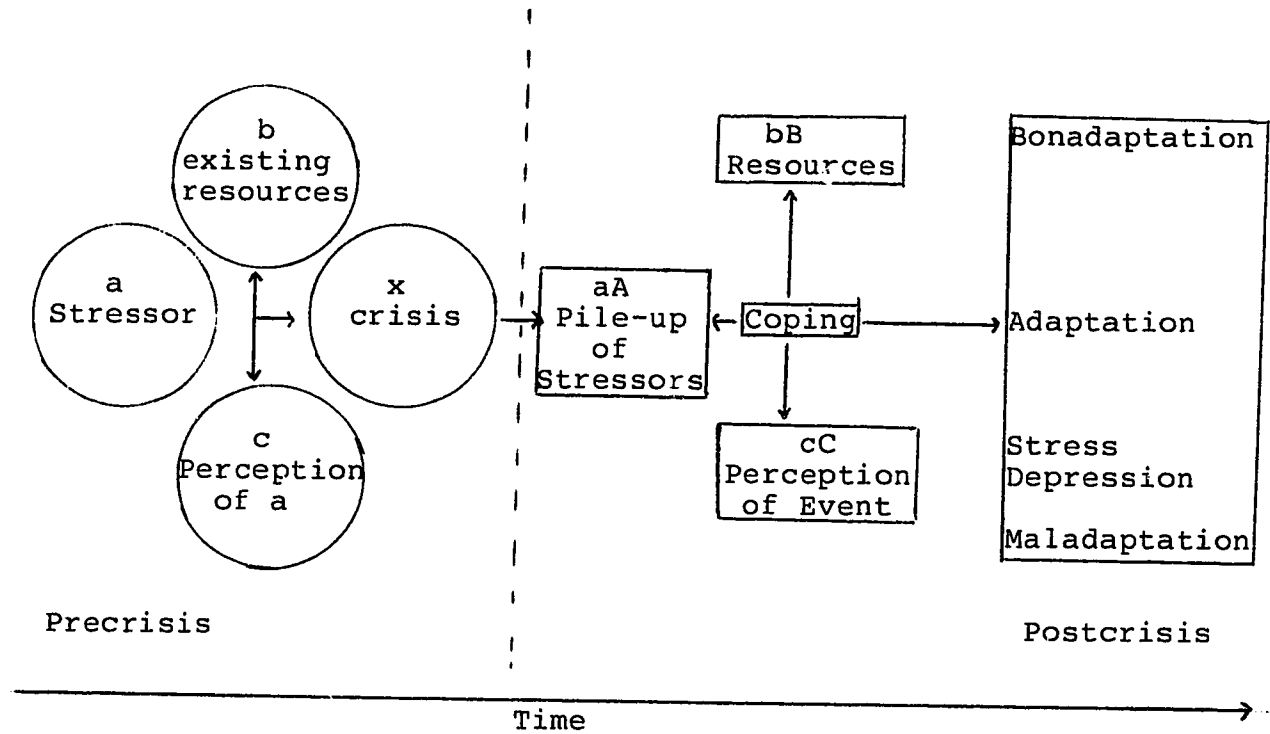 b
existing
resources
a
Stressor
x
crisis
c
Perception
of a
aA
Pile-up
of
Stressors
bB
Resources
Coping
cC
Perception
of Event
Bonadaptation
Adaptation
Stress
Depression
Maladaptation
Precrisis
Postcrisis
Time